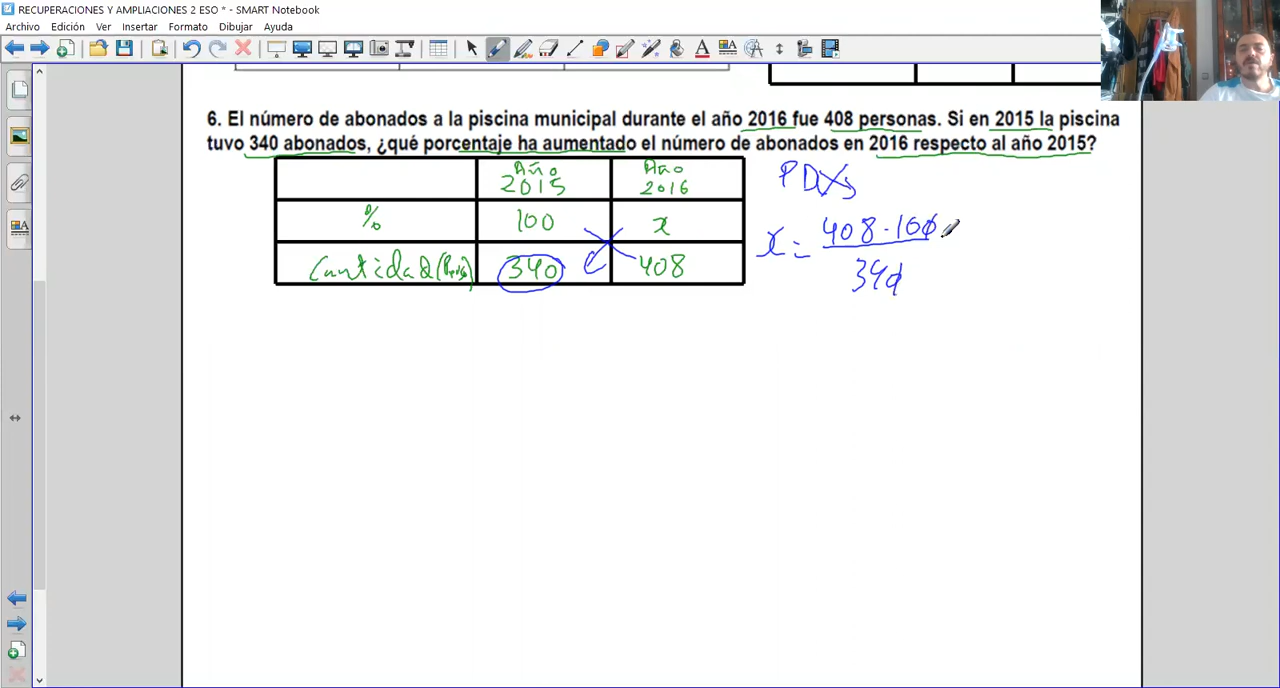 RECUPERACIONES Y AMPLIACIONES 2 ESO * - SMART Notebook
Archivo Edición Ver Insertar Formato Dibujar Ayuda
6. El número de abonados a la piscina municipal durante el año 2016 fue 408 personas. Si en 2015 la piscina
tuvo 340 abonados, ¿qué porcentaje ha aumentado el número de abonados en 2016 respecto al año 2015?
Año 2015 Año 2016
% 100 x
Cantidad 340 408
PD
x = 408 · 100
340